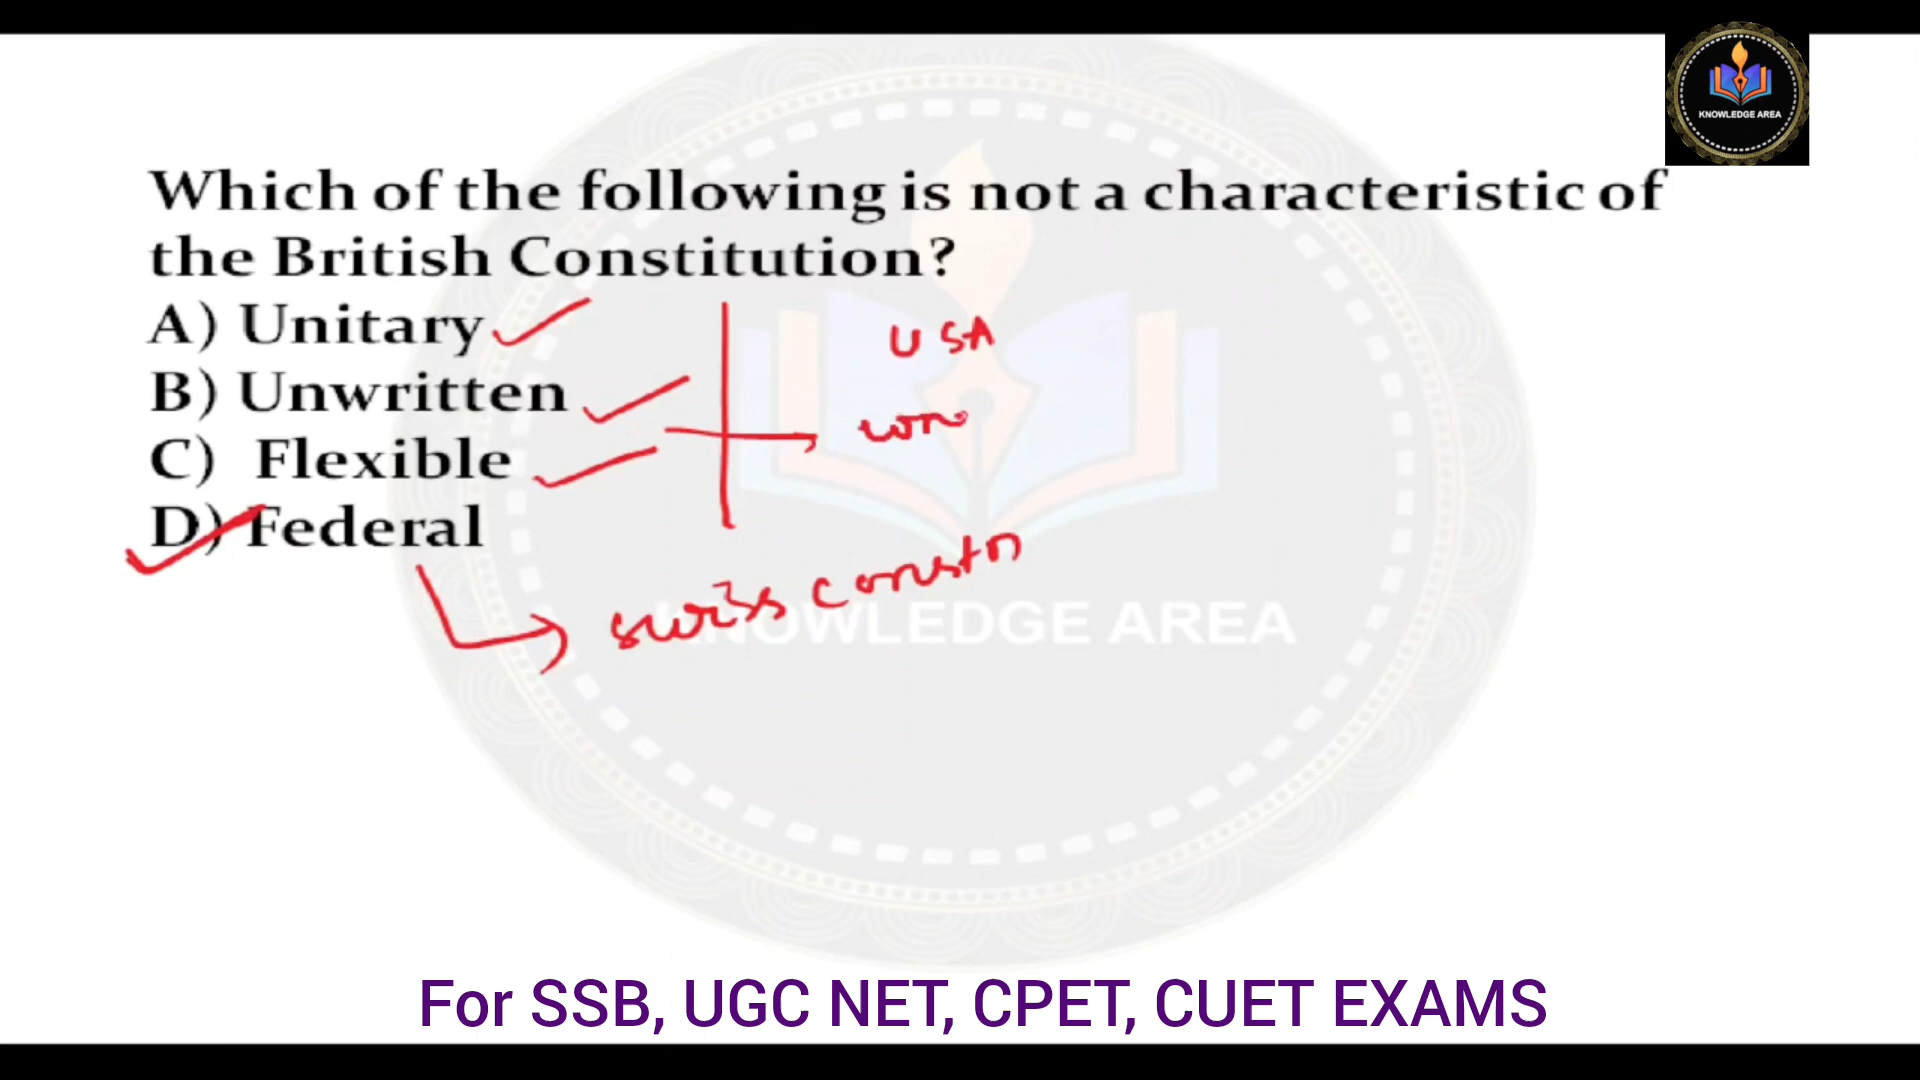 KNOWLEDGE AREA
Which of the following is not a characteristic of
the British Constitution?
A) Unitary
B) Unwritten
C) Flexible
D) Federal
USA
swiss constn
KNOWLEDGE AREA
For SSB, UGC NET, CPET, CUET EXAMS